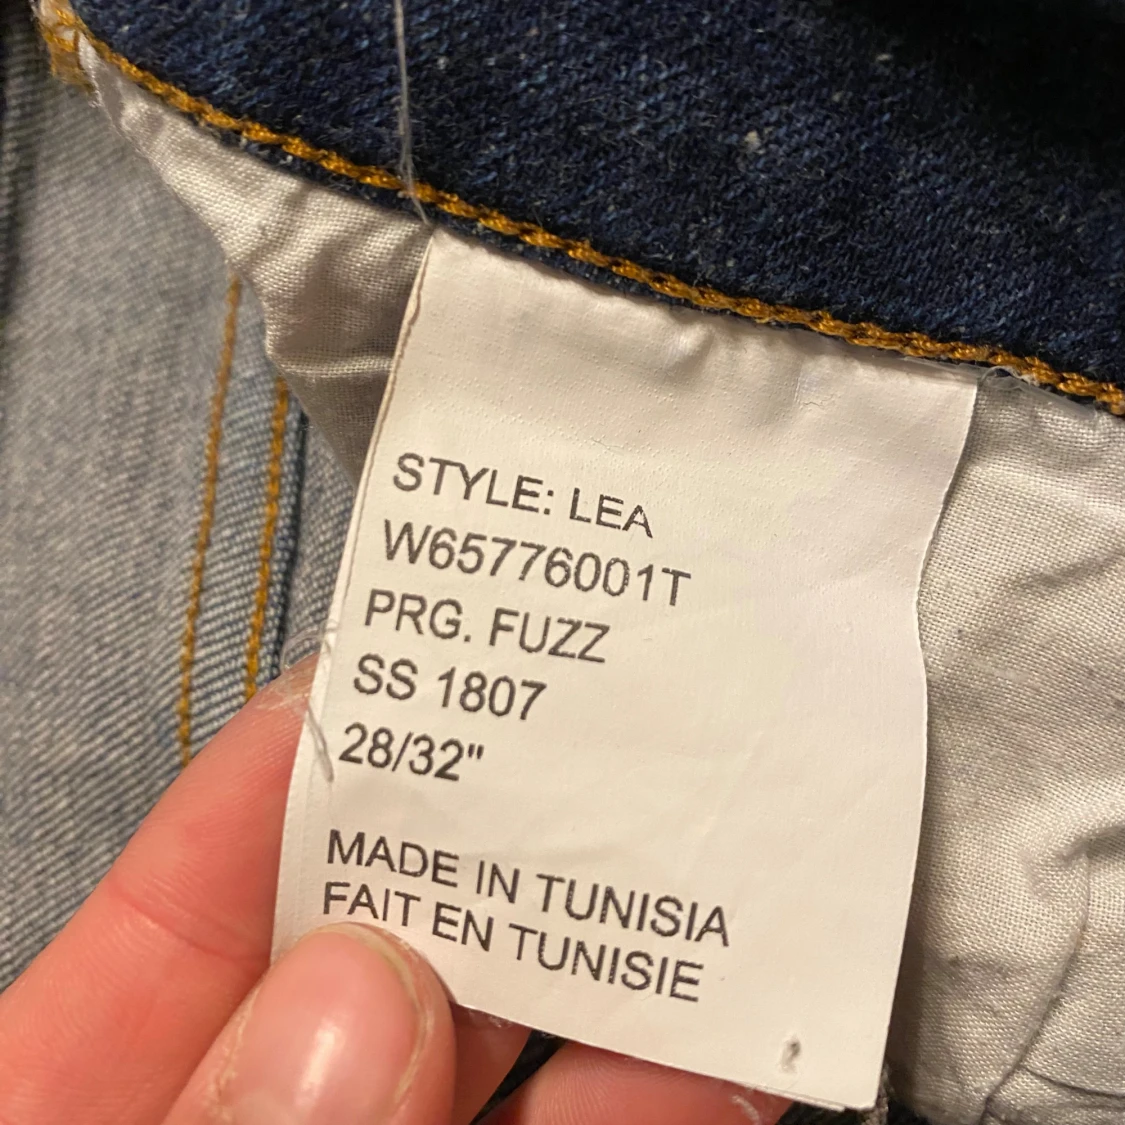 STYLE: LEA
W65776001T
PRG. FUZZ
SS 1807
28/32"
MADE IN TUNISIA
FAIT EN TUNISIE